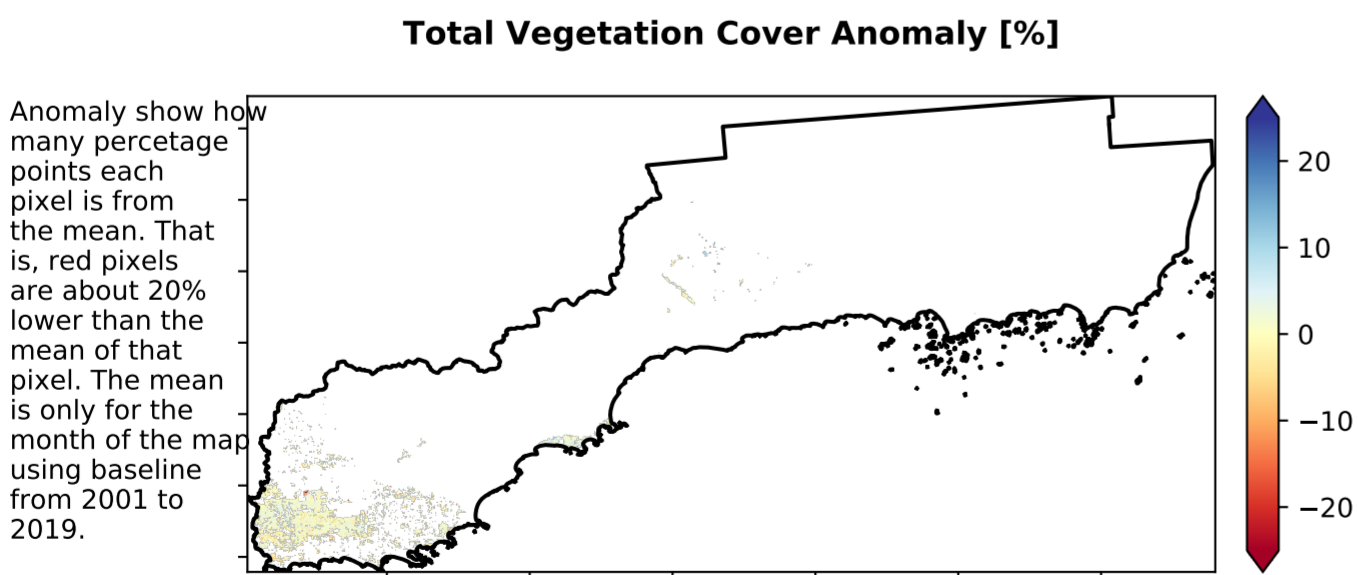 Total Vegetation Cover Anomaly [%]
Anomaly show how
many percetage
points each
pixel is from
the mean. That
is, red pixels
are about 20%
lower than the
mean of that
pixel. The mean
is only for the
month of the map
using baseline
from 2001 to
2019.
20
10
0
−10
−20